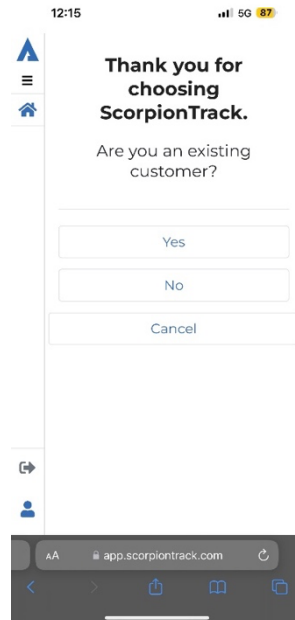 12:15
5G 87
Thank you for
choosing
ScorpionTrack.
Are you an existing
customer?
Yes
No
Cancel
AA
app.scorpiontrack.com